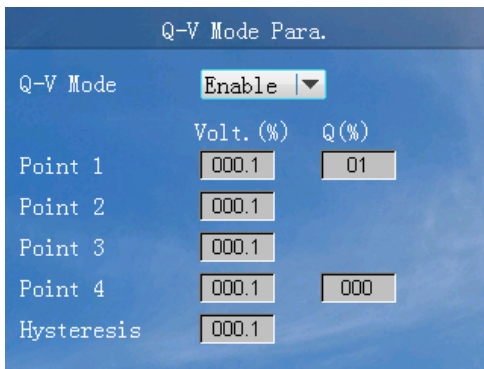 Q-V Mode Para.
Q-V Mode Enable
Volt.(%) Q(%)
Point 1 000.1 01
Point 2 000.1
Point 3 000.1
Point 4 000.1 000
Hysteresis 000.1